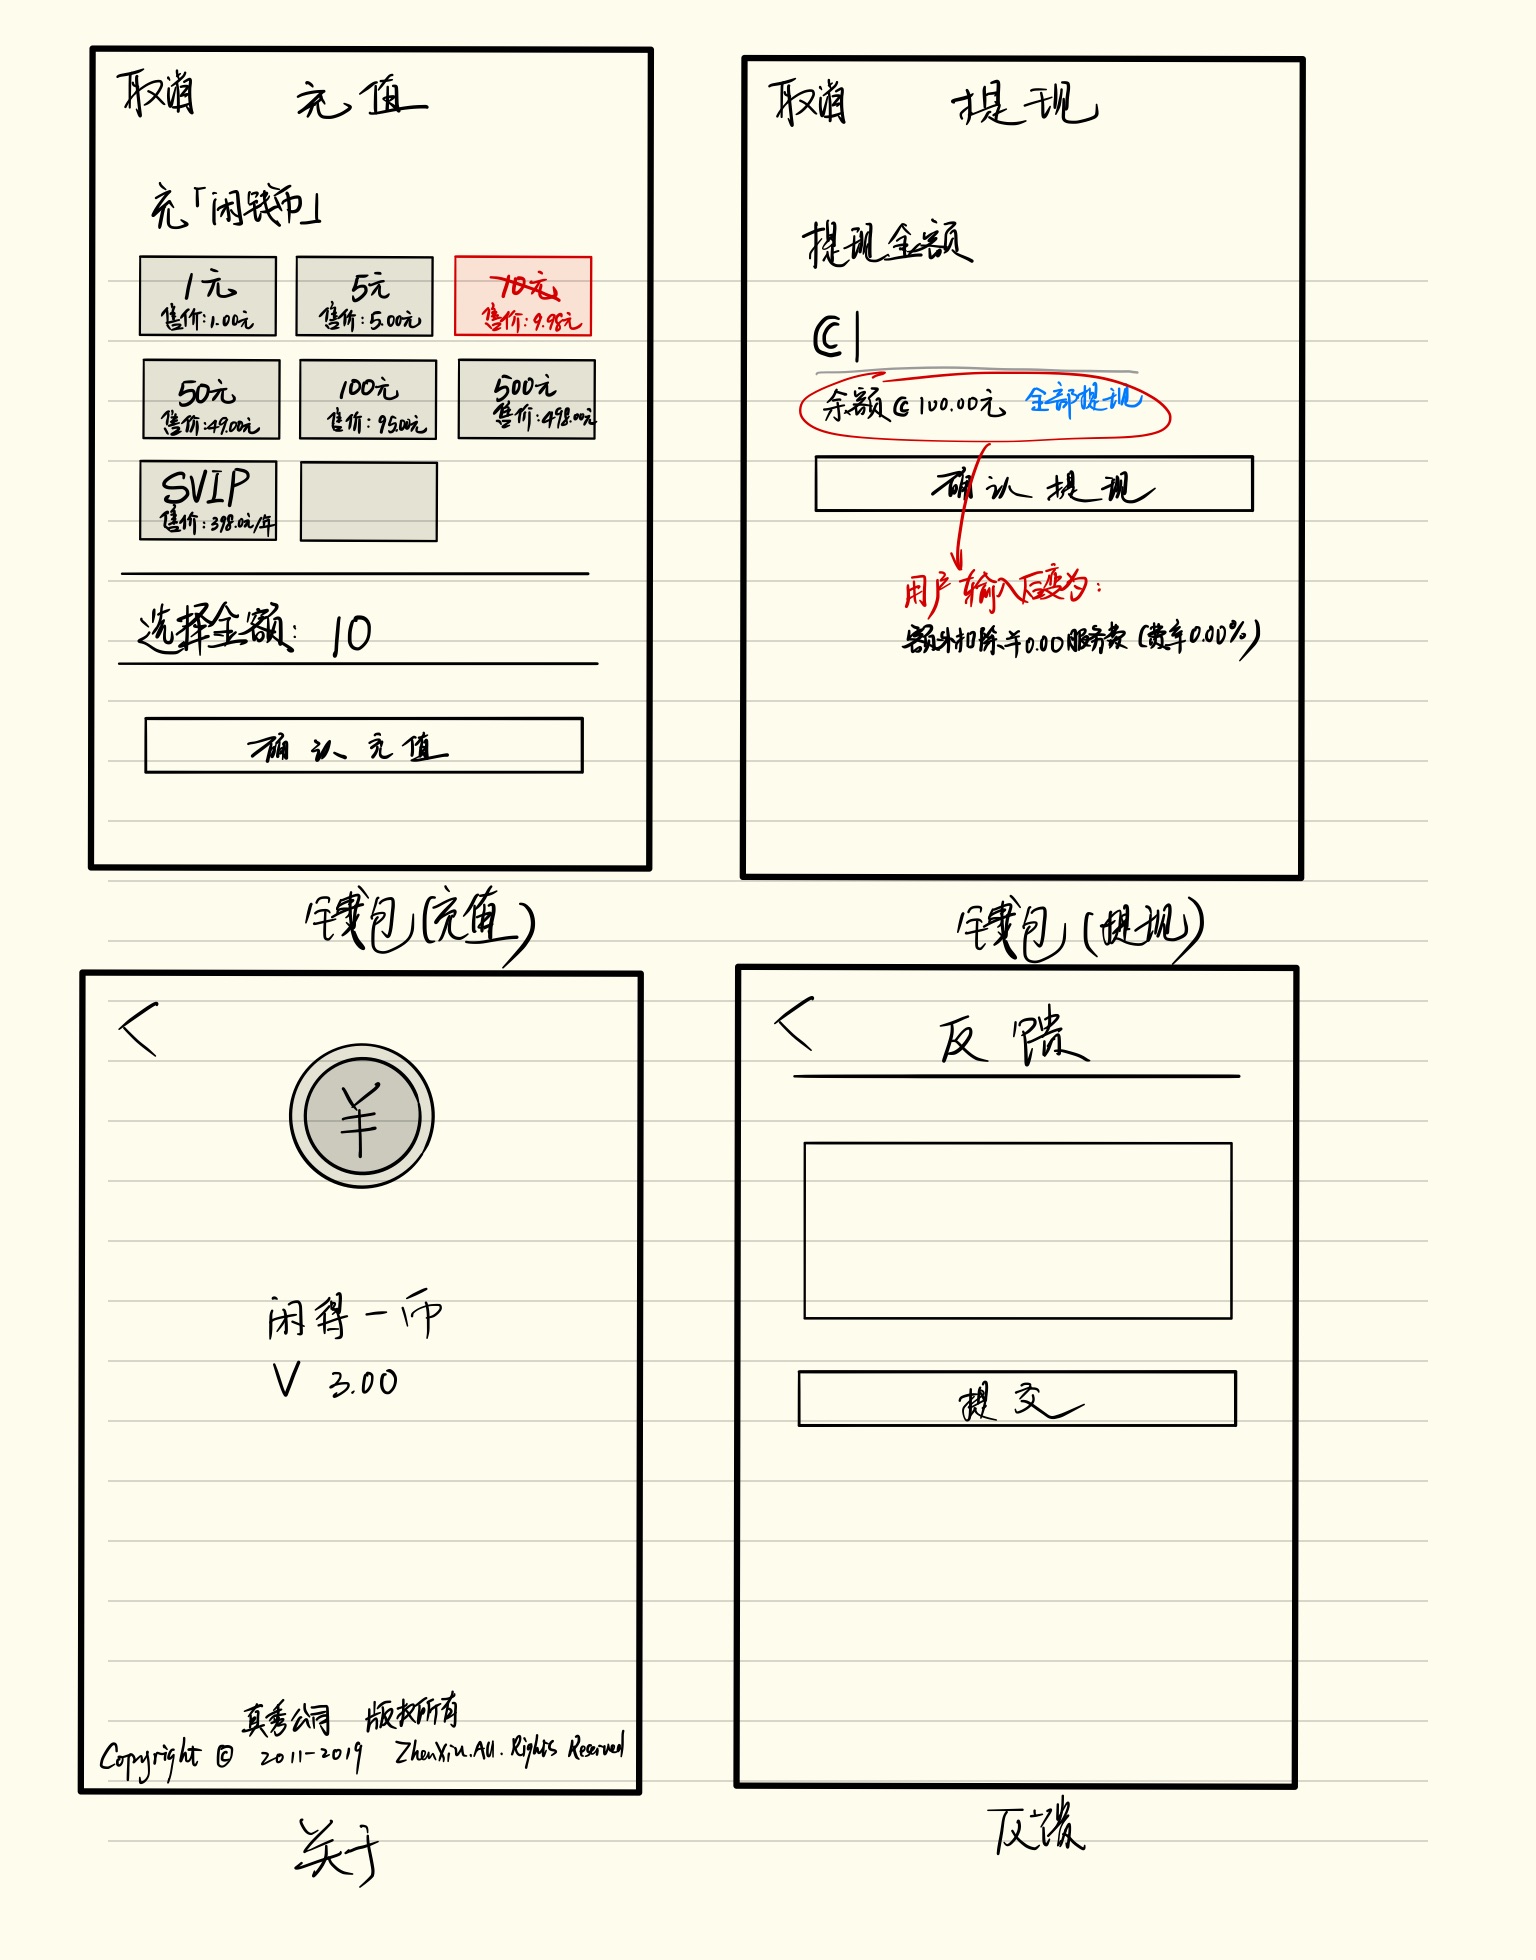 取消 充值
充「闲钱币」
1元
售价:1.00元
5元
售价:5.00元
10元
售价:9.98元
50元
售价:49.00元
100元
售价:95.00元
500元
售价:498.00元
SVIP
售价:398.0元/年
选择金额: 10
确认充值
钱包(充值)
取消 提现
提现金额
©
余额 © 100.00元 全部提现
确认提现
用户输入后变为:
额外扣除¥0.00服务费(费率0.00%)
钱包(提现)
<
¥
闲得一币
V 3.00
真秀公司 版权所有
Copyright © 2011-2019 ZhenXiu.All.Rights Reserved
关于
< 反馈
提交
反馈